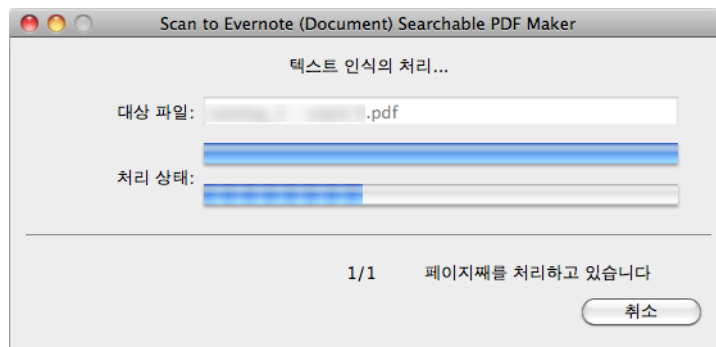 Scan to Evernote (Document) Searchable PDF Maker
텍스트 인식의 처리...
대상 파일: .pdf
처리 상태:
1/1 페이지째를 처리하고 있습니다
취소